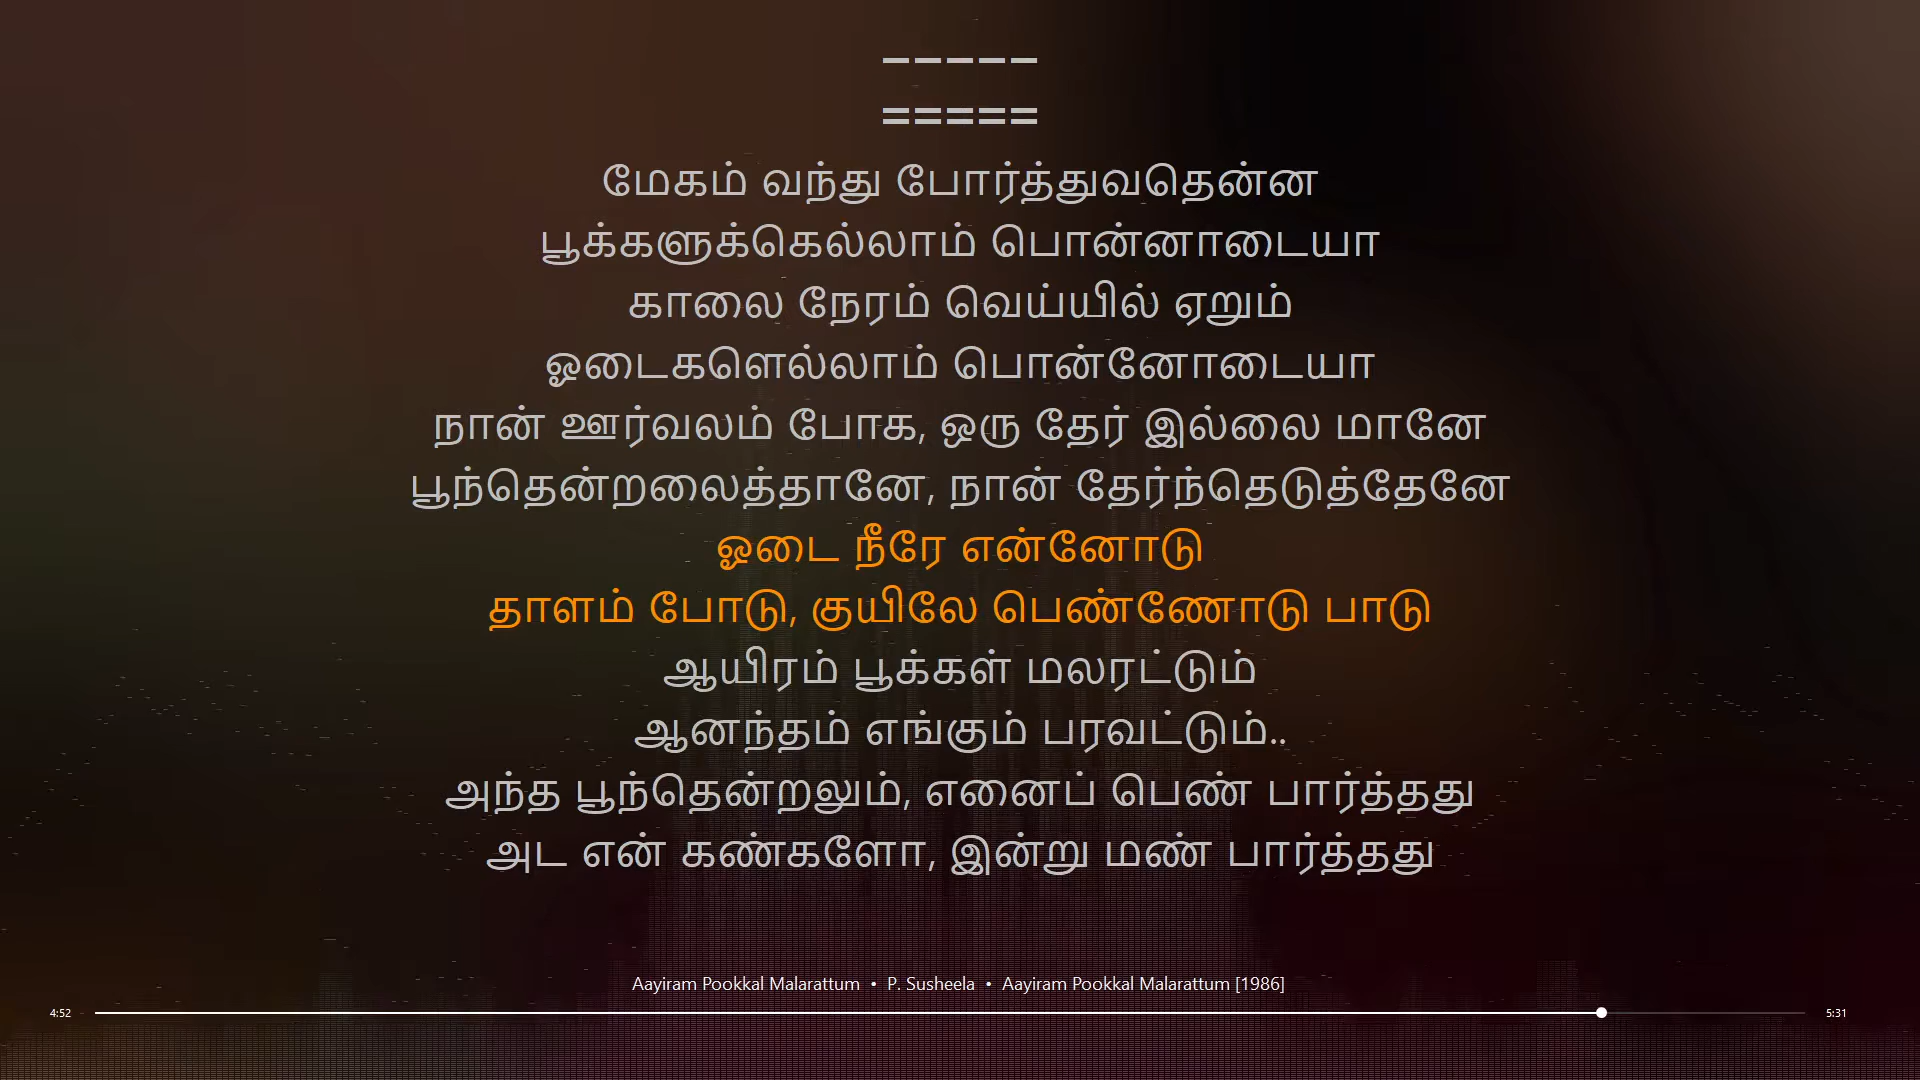 -----
=====
மேகம் வந்து போர்த்துவதென்ன
பூக்களுக்கெல்லாம் பொன்னாடையா
காலை நேரம் வெய்யில் ஏறும்
ஓடைகளெல்லாம் பொன்னோடையா
நான் ஊர்வலம் போக, ஒரு தேர் இல்லை மானே
பூந்தென்றலைத்தானே, நான் தேர்ந்தெடுத்தேனே
ஓடை நீரே என்னோடு
தாளம் போடு, குயிலே பெண்ணோடு பாடு
ஆயிரம் பூக்கள் மலரட்டும்
ஆனந்தம் எங்கும் பரவட்டும்..
அந்த பூந்தென்றலும், எனைப் பெண் பார்த்தது
அட என் கண்களோ, இன்று மண் பார்த்தது
Aayiram Pookkal Malarattum • P. Susheela • Aayiram Pookkal Malarattum [1986]
4:52 5:31